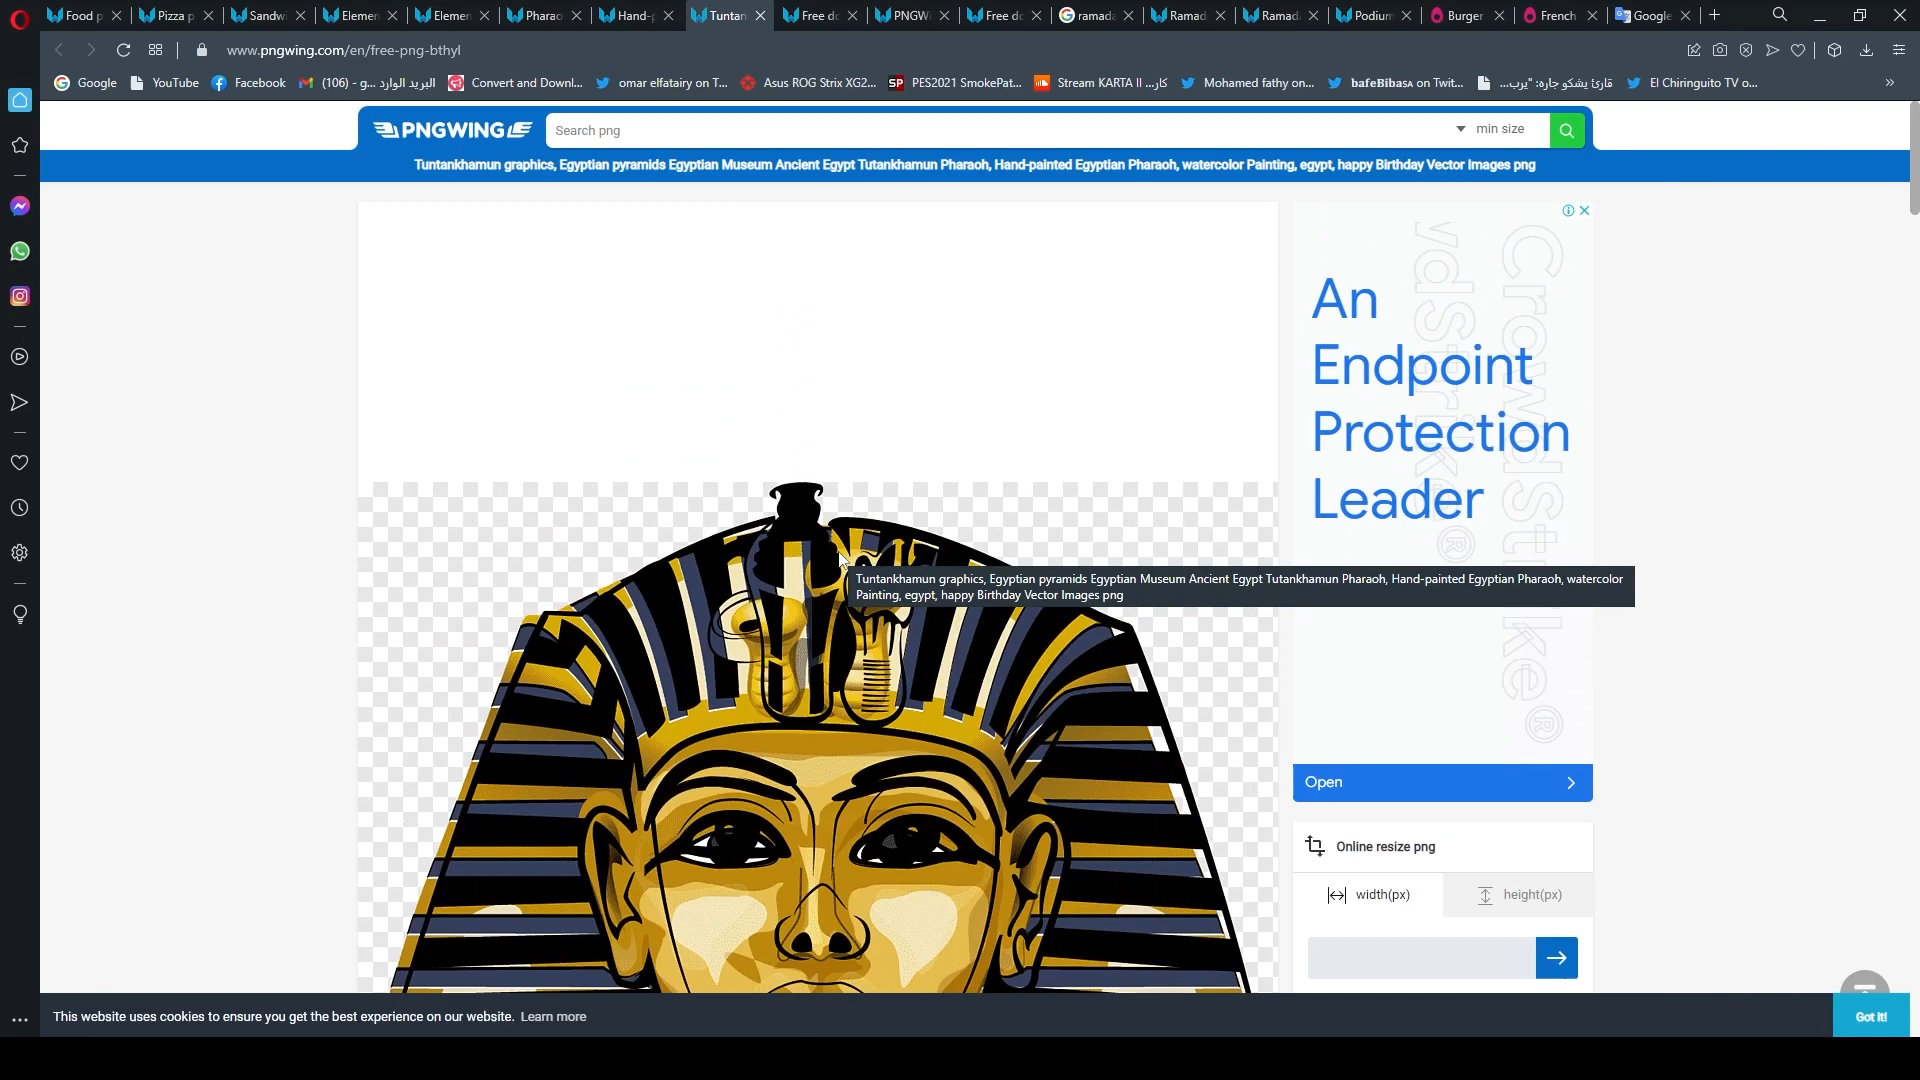 Food p
Pizza p
Sandwi
Elemen
Elemen
Pharao
Hand-p
Tuntan
Free do
PNGWi
Free do
ramada
Ramad
Ramad
Podium
Burger
French
Google
www.pngwing.com/en/free-png-bthyl
Google
YouTube
Facebook
البريد الوارد (106) - g...
Convert and Downl...
omar elfatairy on T...
Asus ROG Strix XG2...
SP PES2021 SmokePat...
Stream KARTA II كار...
Mohamed fathy on...
bafeBibasᴀ on Twit...
قارئ يشكو جاره: "يرب...
El Chiringuito TV o...
PNGWING
Search png
min size
Tuntankhamun graphics, Egyptian pyramids Egyptian Museum Ancient Egypt Tutankhamun Pharaoh, Hand-painted Egyptian Pharaoh, watercolor Painting, egypt, happy Birthday Vector Images png
CrowdStrike®
An
Endpoint
Protection
Leader
Tuntankhamun graphics, Egyptian pyramids Egyptian Museum Ancient Egypt Tutankhamun Pharaoh, Hand-painted Egyptian Pharaoh, watercolor
Painting, egypt, happy Birthday Vector Images png
Open
Online resize png
width(px)
height(px)
This website uses cookies to ensure you get the best experience on our website. Learn more
Got it!